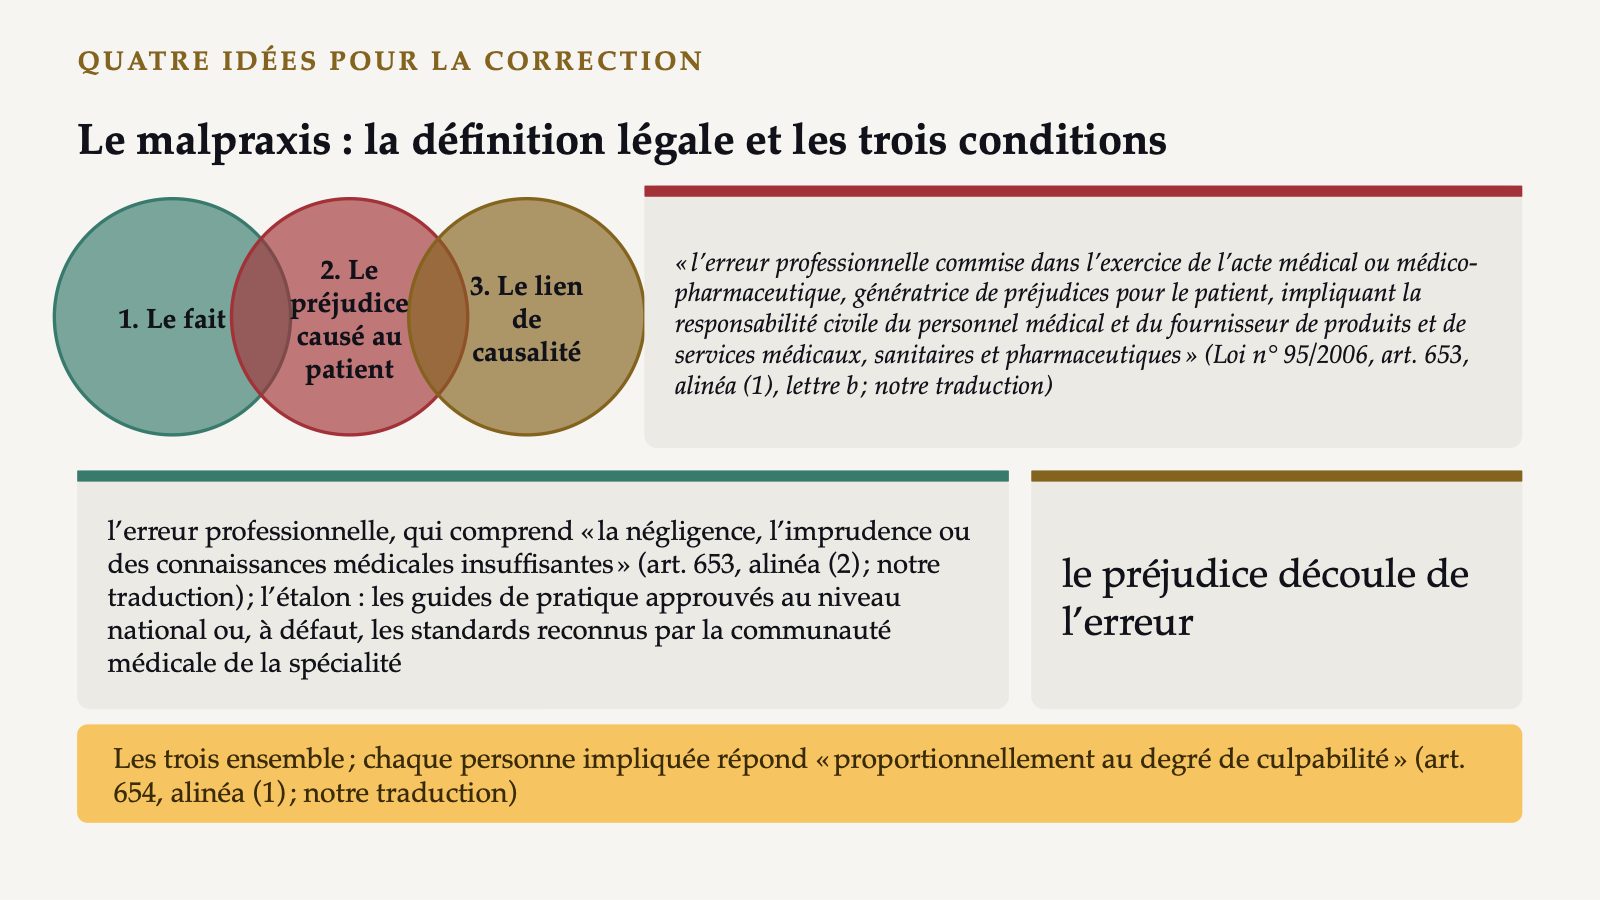 QUATRE IDÉES POUR LA CORRECTION
Le malpraxis : la définition légale et les trois conditions
1. Le fait
2. Le
préjudice
causé au
patient
3. Le lien
de
causalité
« l’erreur professionnelle commise dans l’exercice de l’acte médical ou médico-
pharmaceutique, génératrice de préjudices pour le patient, impliquant la
responsabilité civile du personnel médical et du fournisseur de produits et de
services médicaux, sanitaires et pharmaceutiques » (Loi n° 95/2006, art. 653,
alinéa (1), lettre b ; notre traduction)
l’erreur professionnelle, qui comprend « la négligence, l’imprudence ou
des connaissances médicales insuffisantes » (art. 653, alinéa (2) ; notre
traduction) ; l’étalon : les guides de pratique approuvés au niveau
national ou, à défaut, les standards reconnus par la communauté
médicale de la spécialité
le préjudice découle de
l’erreur
Les trois ensemble ; chaque personne impliquée répond « proportionnellement au degré de culpabilité » (art.
654, alinéa (1) ; notre traduction)